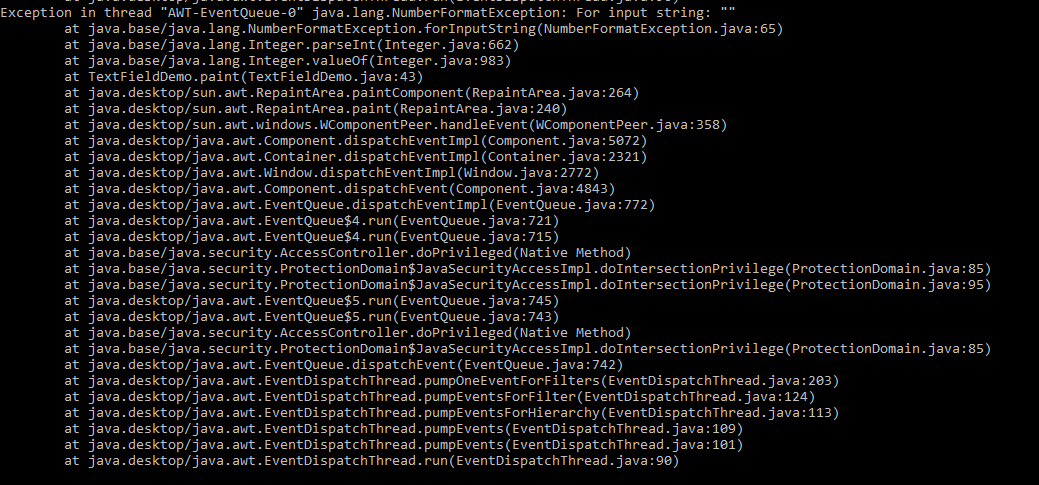 Exception in thread "AWT-EventQueue-0" java.lang.NumberFormatException: For input string: ""
at java.base/java.lang.NumberFormatException.forInputString(NumberFormatException.java:65)
at java.base/java.lang.Integer.parseInt(Integer.java:662)
at java.base/java.lang.Integer.valueOf(Integer.java:983)
at TextFieldDemo.paint(TextFieldDemo.java:43)
at java.desktop/sun.awt.RepaintArea.paintComponent(RepaintArea.java:264)
at java.desktop/sun.awt.RepaintArea.paint(RepaintArea.java:240)
at java.desktop/sun.awt.windows.WComponentPeer.handleEvent(WComponentPeer.java:358)
at java.desktop/java.awt.Component.dispatchEventImpl(Component.java:5072)
at java.desktop/java.awt.Container.dispatchEventImpl(Container.java:2321)
at java.desktop/java.awt.Window.dispatchEventImpl(Window.java:2772)
at java.desktop/java.awt.Component.dispatchEvent(Component.java:4843)
at java.desktop/java.awt.EventQueue.dispatchEventImpl(EventQueue.java:772)
at java.desktop/java.awt.EventQueue$4.run(EventQueue.java:721)
at java.desktop/java.awt.EventQueue$4.run(EventQueue.java:715)
at java.base/java.security.AccessController.doPrivileged(Native Method)
at java.base/java.security.ProtectionDomain$JavaSecurityAccessImpl.doIntersectionPrivilege(ProtectionDomain.java:85)
at java.base/java.security.ProtectionDomain$JavaSecurityAccessImpl.doIntersectionPrivilege(ProtectionDomain.java:95)
at java.desktop/java.awt.EventQueue$5.run(EventQueue.java:745)
at java.desktop/java.awt.EventQueue$5.run(EventQueue.java:743)
at java.base/java.security.AccessController.doPrivileged(Native Method)
at java.base/java.security.ProtectionDomain$JavaSecurityAccessImpl.doIntersectionPrivilege(ProtectionDomain.java:85)
at java.desktop/java.awt.EventQueue.dispatchEvent(EventQueue.java:742)
at java.desktop/java.awt.EventDispatchThread.pumpOneEventForFilters(EventDispatchThread.java:203)
at java.desktop/java.awt.EventDispatchThread.pumpEventsForFilter(EventDispatchThread.java:124)
at java.desktop/java.awt.EventDispatchThread.pumpEventsForHierarchy(EventDispatchThread.java:113)
at java.desktop/java.awt.EventDispatchThread.pumpEvents(EventDispatchThread.java:109)
at java.desktop/java.awt.EventDispatchThread.pumpEvents(EventDispatchThread.java:101)
at java.desktop/java.awt.EventDispatchThread.run(EventDispatchThread.java:90)